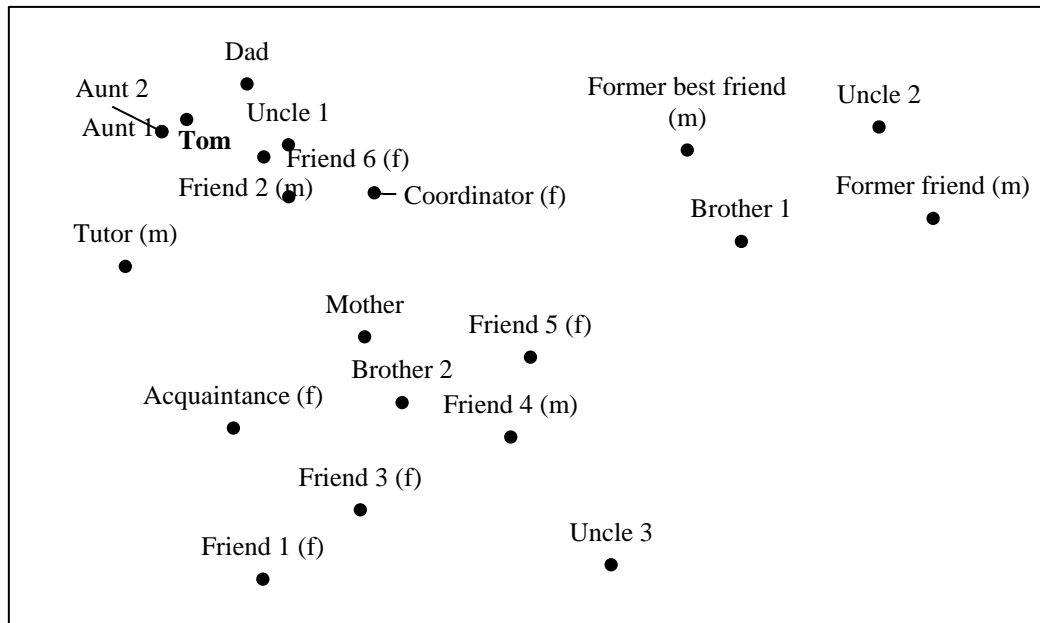 Dad
Aunt 2
Former best friend
(m)
Uncle 2
Uncle 1
Aunt 1
Tom
Friend 6 (f)
Friend 2 (m)
Coordinator (f)
Former friend (m)
Brother 1
Tutor (m)
Mother
Friend 5 (f)
Brother 2
Acquaintance (f)
Friend 4 (m)
Friend 3 (f)
Uncle 3
Friend 1 (f)